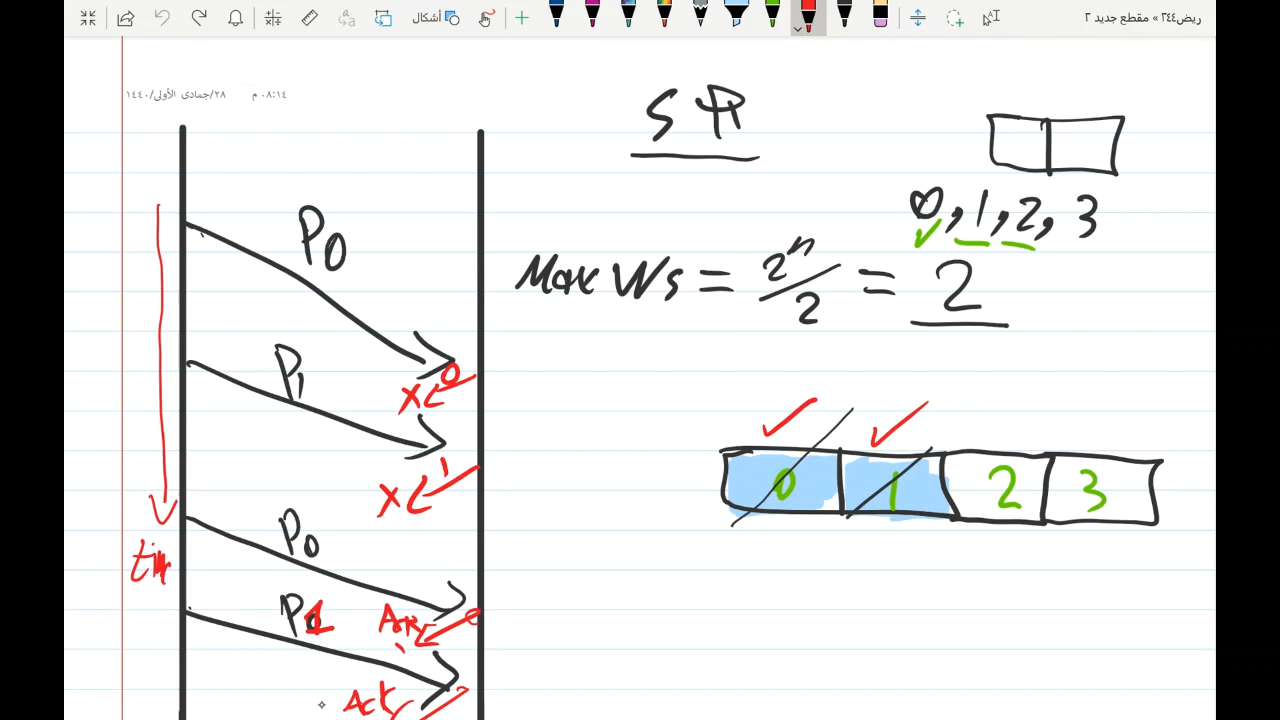 أشكال
ريض٢٤٤ » مقطع جديد ٢
٠٨:١٤ م ٢٨/جمادى الأولى/١٤٤٠
SR
0, 1, 2, 3
Max Ws = 2^n/2 = 2
P0
0
X
P1
1
X
0 1 2 3
P0
Ack
P1
Ack